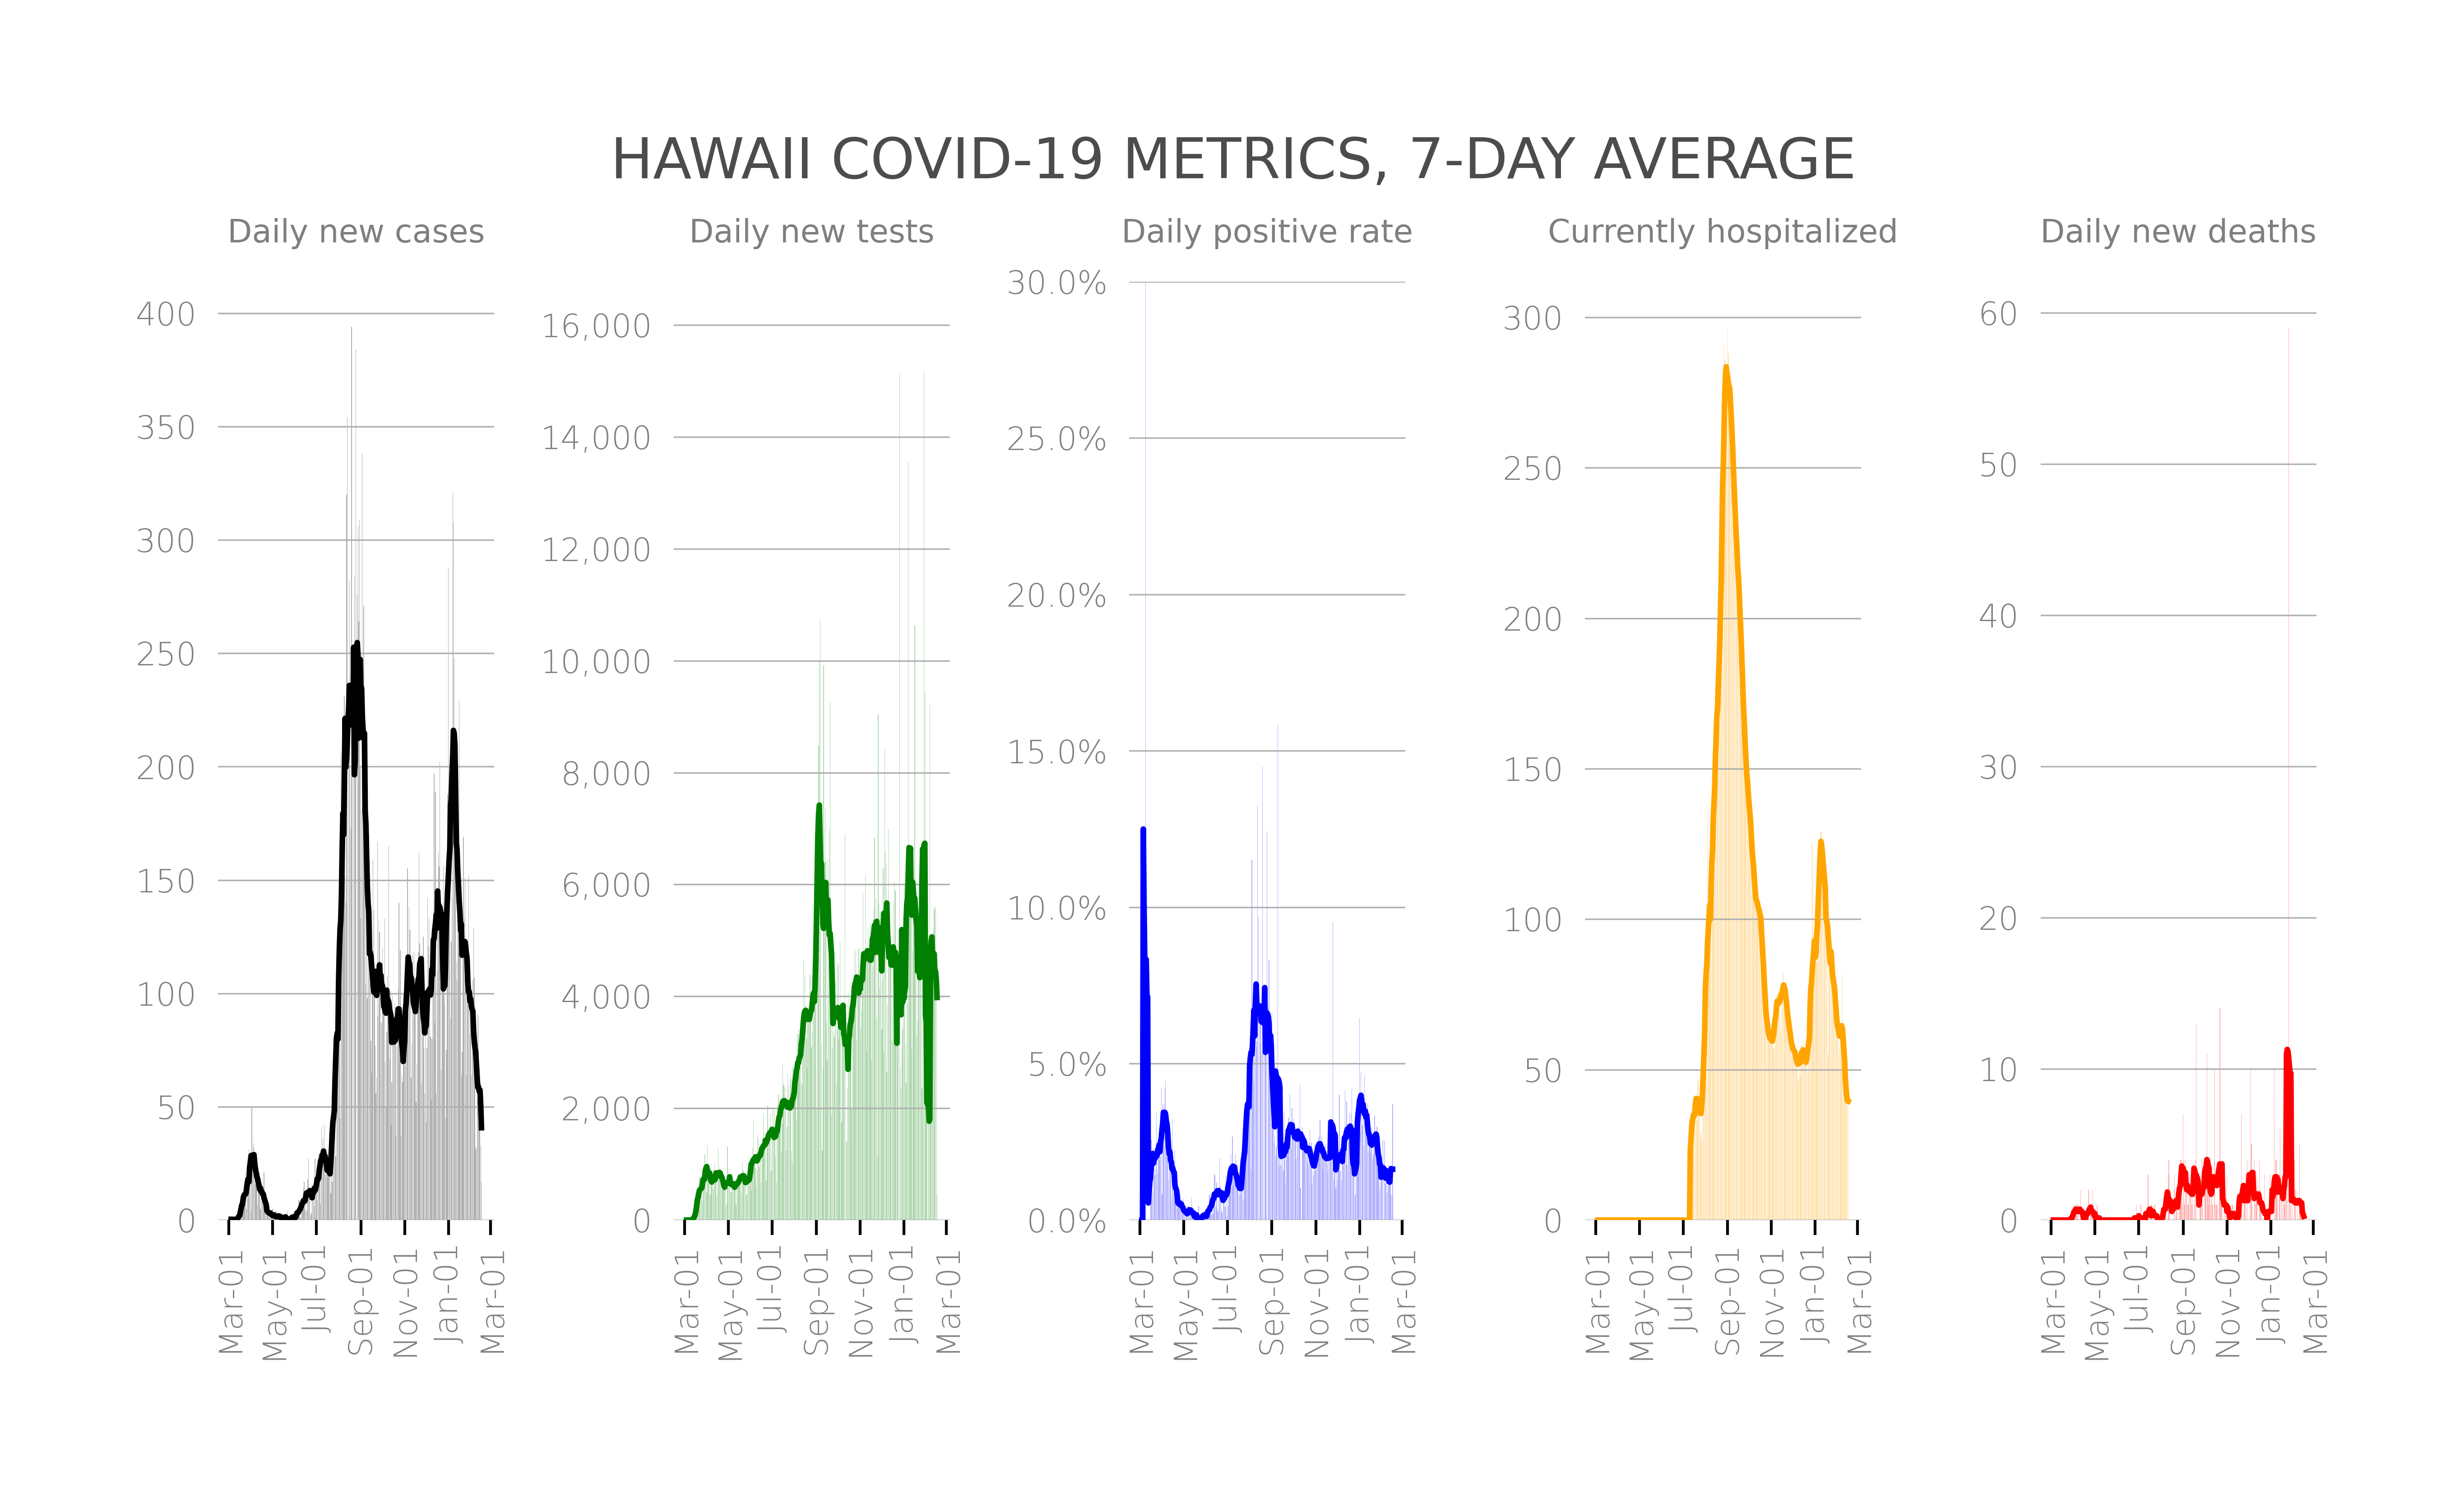 HAWAII COVID-19 METRICS, 7-DAY AVERAGE
Daily new cases
400
350
300
250
200
150
100
50
0
Mar-01
May-01
Jul-01
Sep-01
Nov-01
Jan-01
Mar-01
Daily new tests
16,000
14,000
12,000
10,000
8,000
6,000
4,000
2,000
0
Mar-01
May-01
Jul-01
Sep-01
Nov-01
Jan-01
Mar-01
Daily positive rate
30.0%
25.0%
20.0%
15.0%
10.0%
5.0%
0.0%
Mar-01
May-01
Jul-01
Sep-01
Nov-01
Jan-01
Mar-01
Currently hospitalized
300
250
200
150
100
50
0
Mar-01
May-01
Jul-01
Sep-01
Nov-01
Jan-01
Mar-01
Daily new deaths
60
50
40
30
20
10
0
Mar-01
May-01
Jul-01
Sep-01
Nov-01
Jan-01
Mar-01